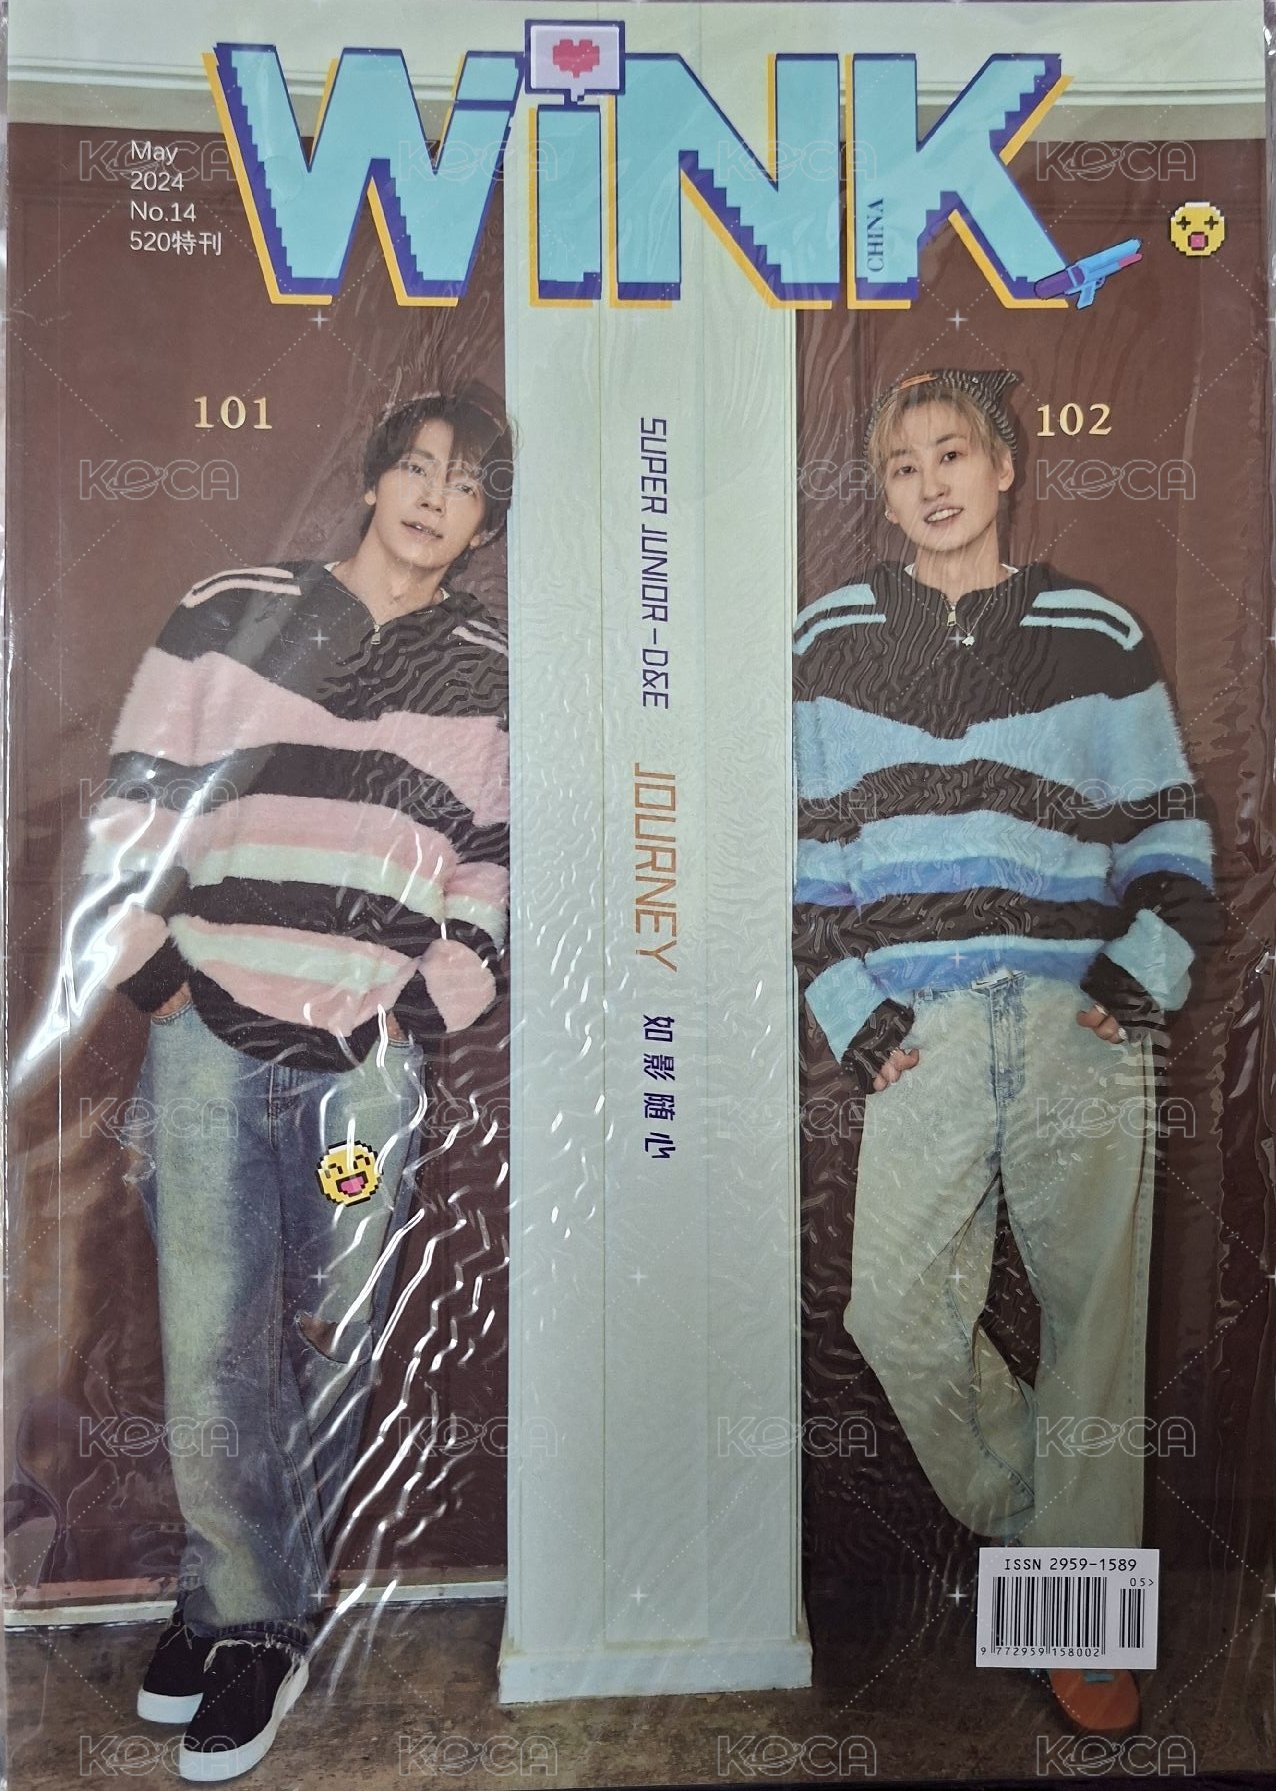 WiNK
CHINA
May
2024
No.14
520特刊
101
102
SUPER JUNIOR-D&E JOURNEY 如影随心
ISSN 2959-1589
05>
9 772959 158002
KOCA